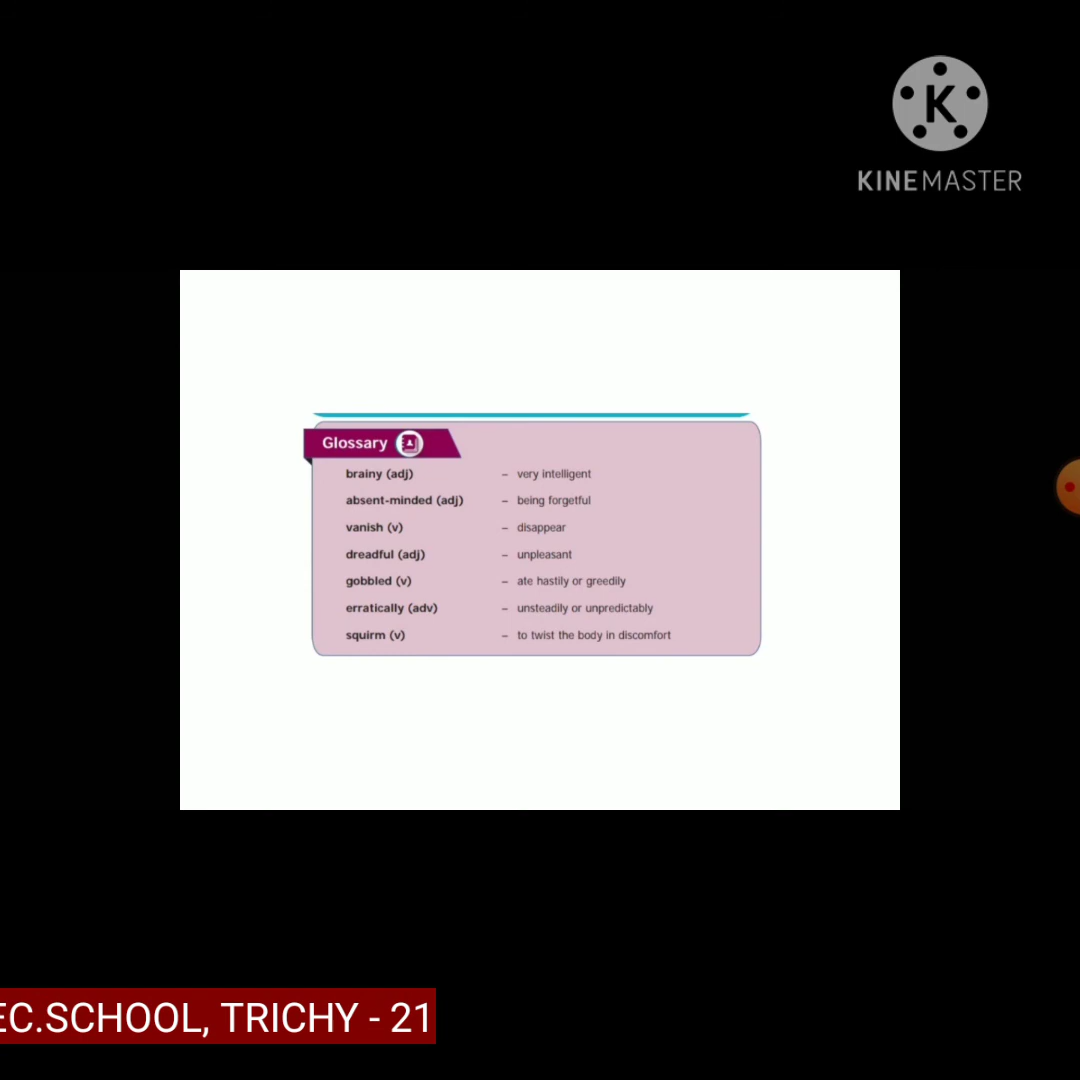 KINEMASTER
Glossary
brainy (adj) – very intelligent
absent-minded (adj) – being forgetful
vanish (v) – disappear
dreadful (adj) – unpleasant
gobbled (v) – ate hastily or greedily
erratically (adv) – unsteadily or unpredictably
squirm (v) – to twist the body in discomfort
EC.SCHOOL, TRICHY - 21